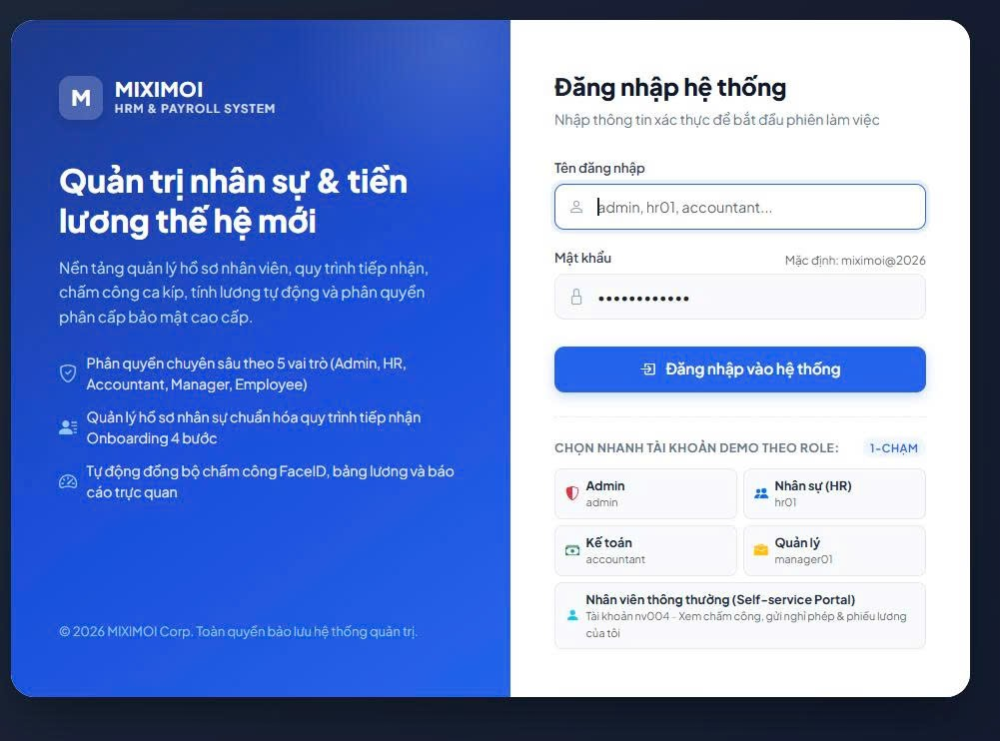 M
MIXIMOI
HRM & PAYROLL SYSTEM
Quản trị nhân sự & tiền
lương thế hệ mới
Nền tảng quản lý hồ sơ nhân viên, quy trình tiếp nhận,
chấm công ca kíp, tính lương tự động và phân quyền
phân cấp bảo mật cao cấp.
Phân quyền chuyên sâu theo 5 vai trò (Admin, HR,
Accountant, Manager, Employee)
Quản lý hồ sơ nhân sự chuẩn hóa quy trình tiếp nhận
Onboarding 4 bước
Tự động đồng bộ chấm công FaceID, bảng lương và báo
cáo trực quan
© 2026 MIXIMOI Corp. Toàn quyền bảo lưu hệ thống quản trị.
Đăng nhập hệ thống
Nhập thông tin xác thực để bắt đầu phiên làm việc
Tên đăng nhập
admin, hr01, accountant...
Mật khẩu
Mặc định: miximoi@2026
••••••••••••
Đăng nhập vào hệ thống
CHỌN NHANH TÀI KHOẢN DEMO THEO ROLE:
1-CHẠM
Admin
admin
Nhân sự (HR)
hr01
Kế toán
accountant
Quản lý
manager01
Nhân viên thông thường (Self-service Portal)
Tài khoản nv004 - Xem chấm công, gửi nghỉ phép & phiếu lương
của tôi